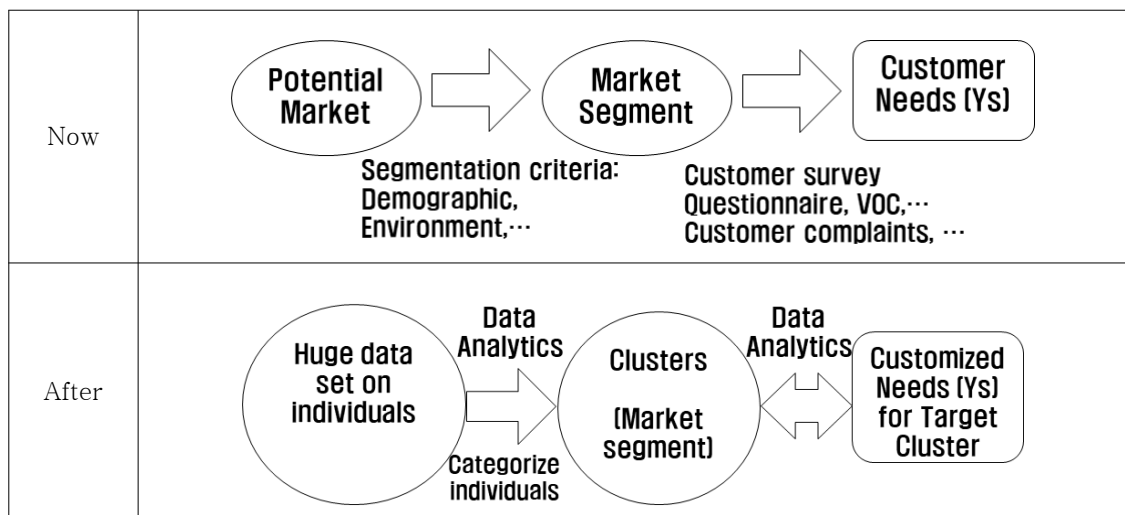 Now
Potential
Market
Market
Segment
Customer
Needs (Ys)
Segmentation criteria:
Demographic,
Environment,…
Customer survey
Questionnaire, VOC,…
Customer complaints, …
After
Huge data
set on
individuals
Data
Analytics
Categorize
individuals
Clusters
(Market
segment)
Data
Analytics
Customized
Needs (Ys)
for Target
Cluster